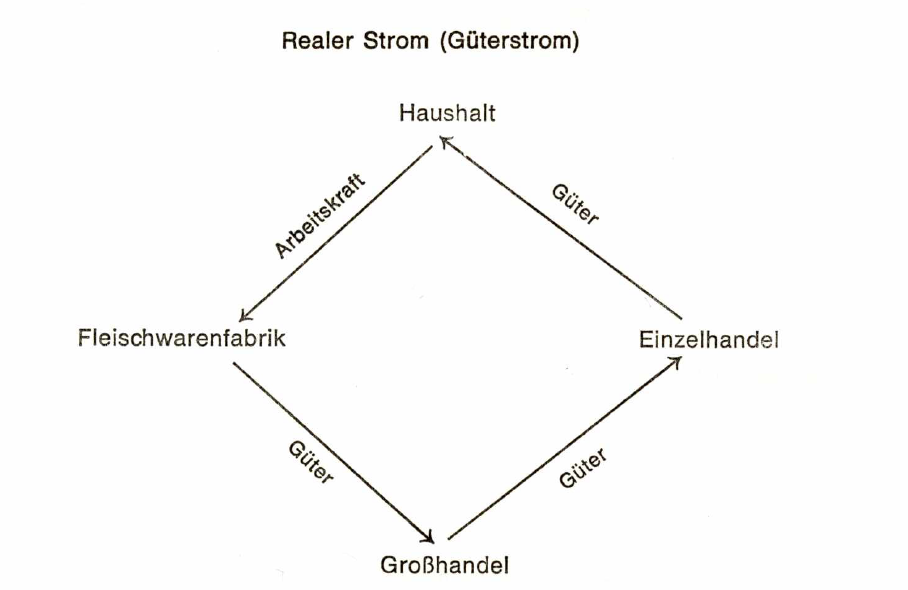 Realer Strom (Güterstrom)
Haushalt
Arbeitskraft
Güter
Fleischwarenfabrik
Einzelhandel
Güter
Güter
Großhandel